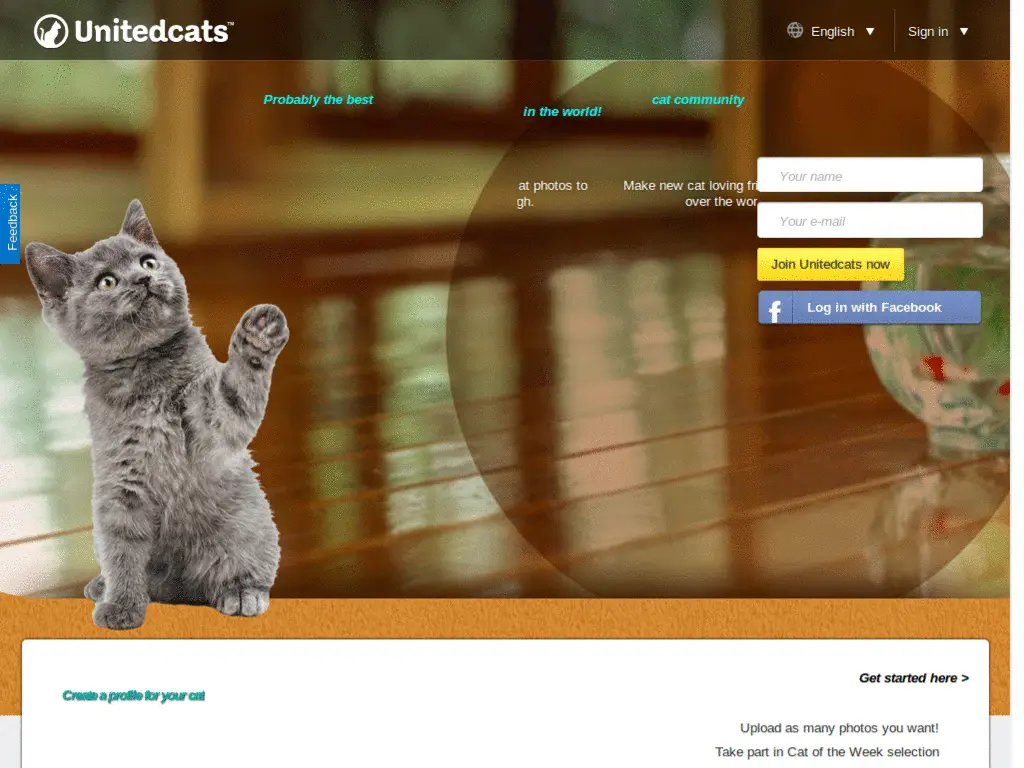 Unitedcats™
English
Sign in
Probably the best
cat community
in the world!
at photos to
gh.
Make new cat loving fri
over the wor
Your name
Your e-mail
Join Unitedcats now
f Log in with Facebook
Feedback
Get started here >
Create a profile for your cat
Upload as many photos you want!
Take part in Cat of the Week selection